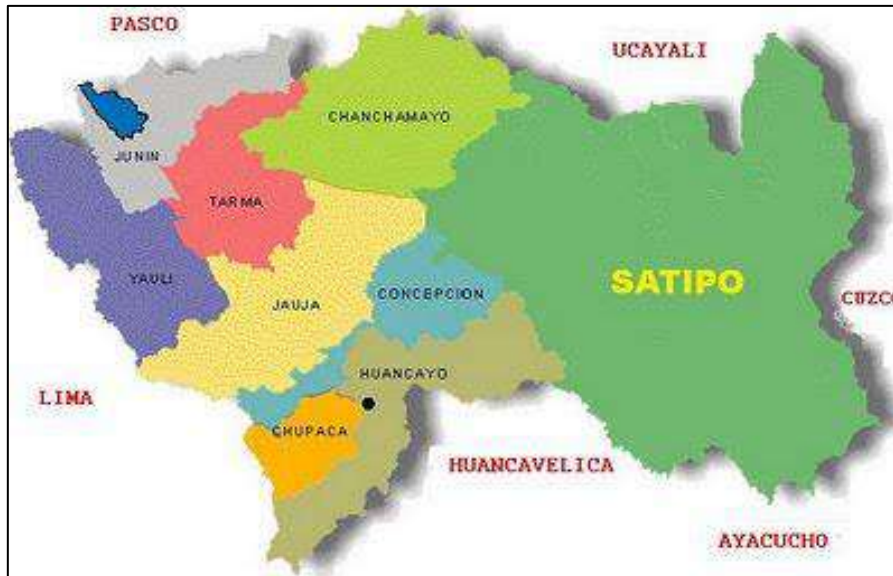 PASCO
UCAYALI
CHANCHAMAYO
JUNIN
TARMA
YAULI
SATIPO
CONCEPCION
CUZCO
JAUJA
HUANCAYO
LIMA
CHUPACA
HUANCAVELICA
AYACUCHO